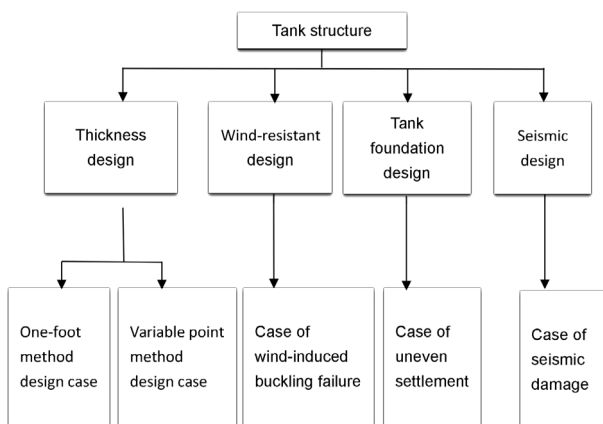 Tank structure
Thickness
design
Wind-resistant
design
Tank
foundation
design
Seismic
design
One-foot
method
design case
Variable point
method
design case
Case of
wind-induced
buckling failure
Case of
uneven
settlement
Case of
seismic
damage